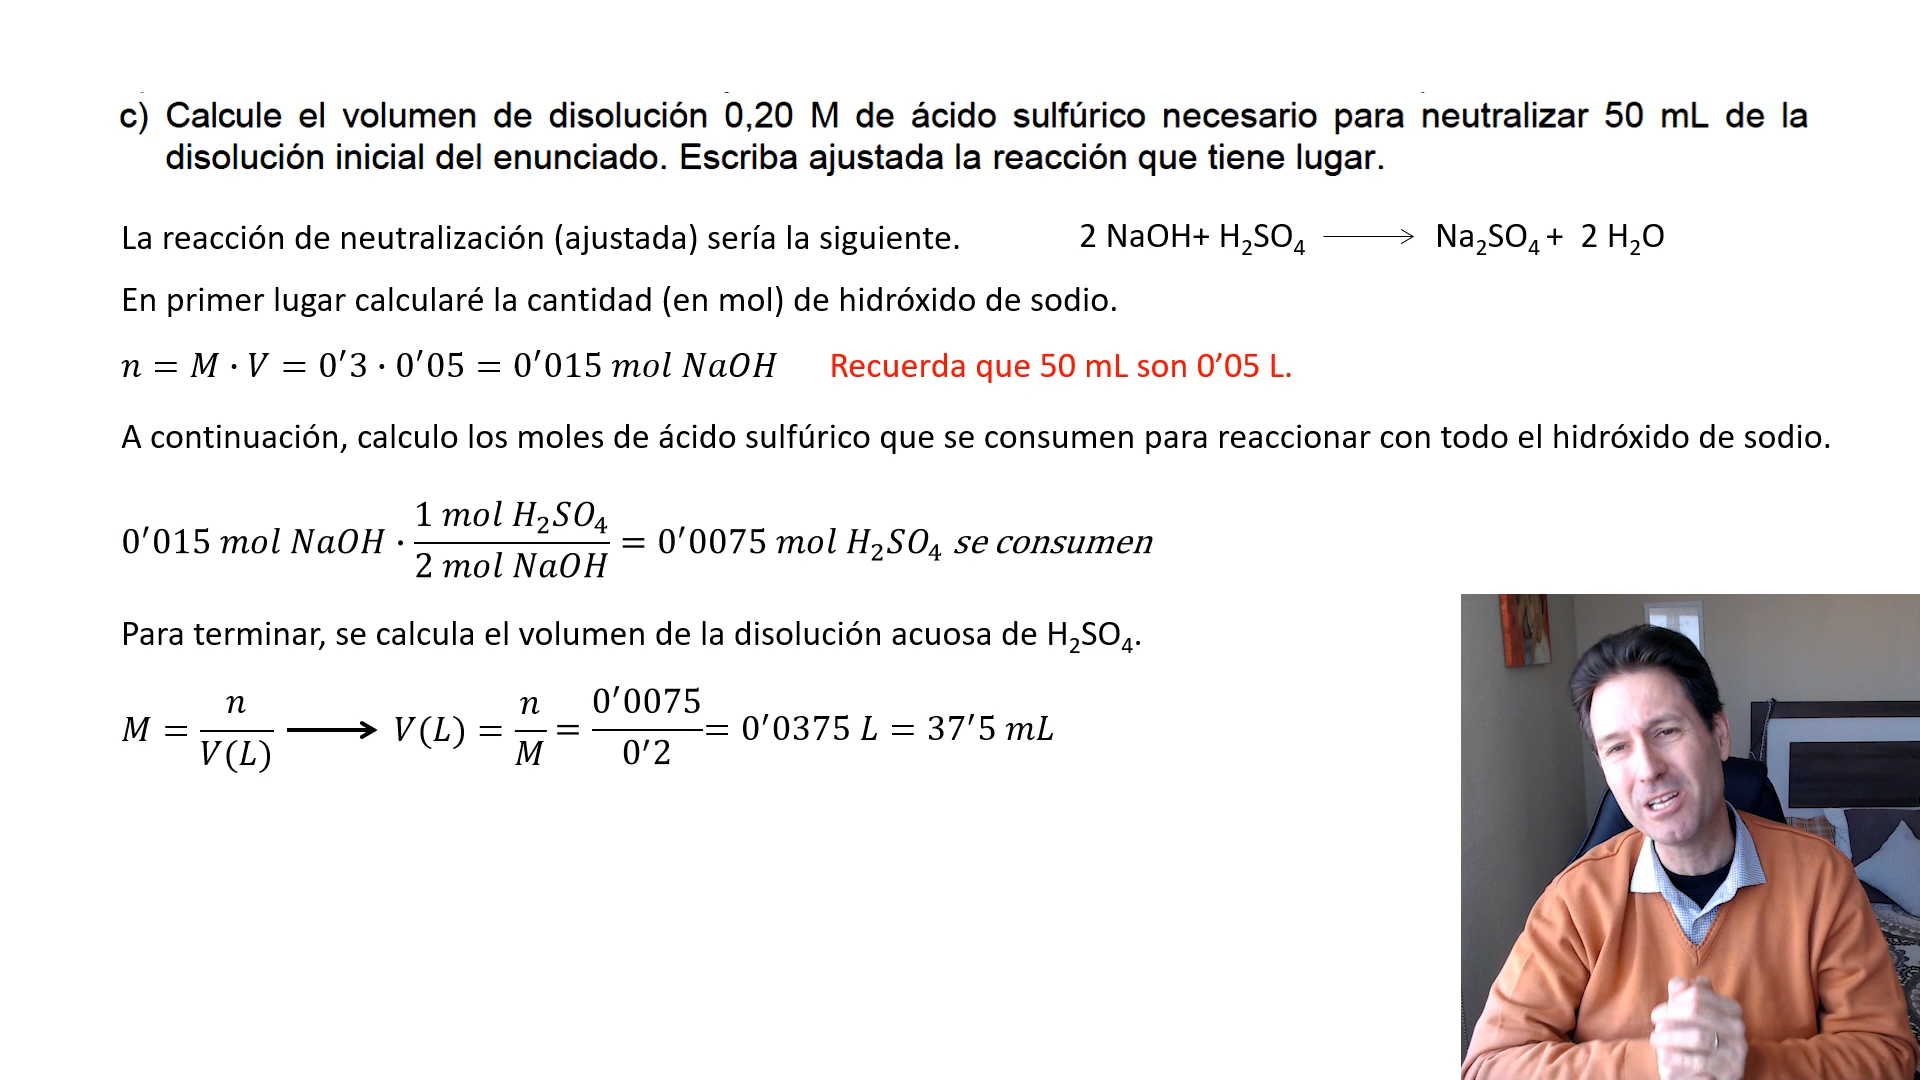 c) Calcule el volumen de disolución 0,20 M de ácido sulfúrico necesario para neutralizar 50 mL de la
disolución inicial del enunciado. Escriba ajustada la reacción que tiene lugar.
La reacción de neutralización (ajustada) sería la siguiente. 2 NaOH+ H₂SO₄ ⟶ Na₂SO₄ + 2 H₂O
En primer lugar calcularé la cantidad (en mol) de hidróxido de sodio.
n = M · V = 0′3 · 0′05 = 0′015 mol NaOH Recuerda que 50 mL son 0’05 L.
A continuación, calculo los moles de ácido sulfúrico que se consumen para reaccionar con todo el hidróxido de sodio.
0′015 mol NaOH · 1 mol H₂SO₄ / 2 mol NaOH = 0′0075 mol H₂SO₄ se consumen
Para terminar, se calcula el volumen de la disolución acuosa de H₂SO₄.
M = n / V(L) ⟶ V(L) = n / M = 0′0075 / 0′2 = 0′0375 L = 37′5 mL